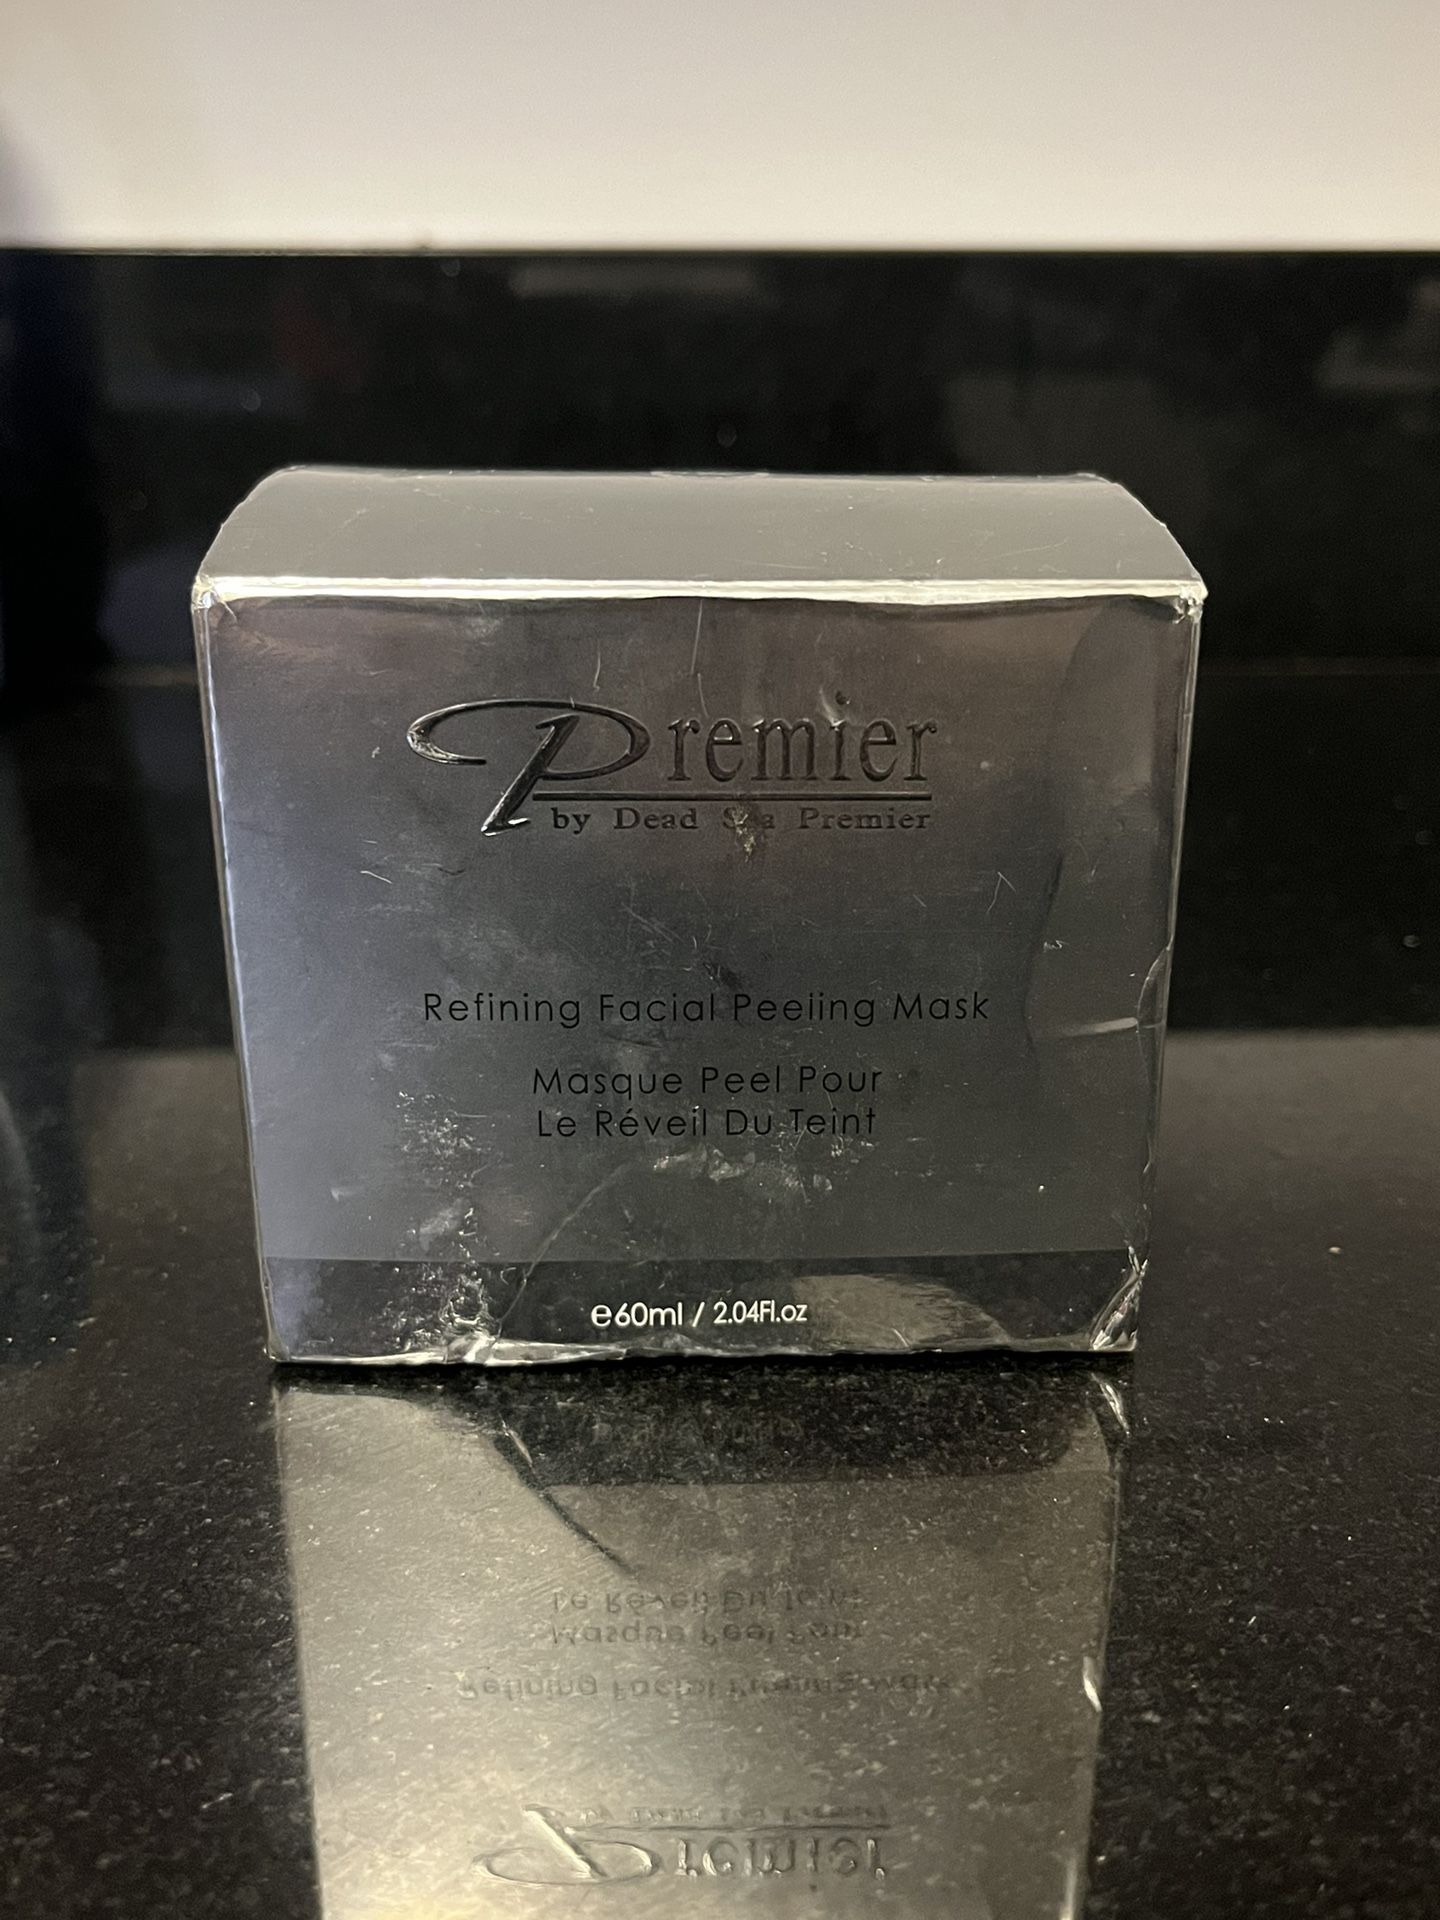 Premier
by Dead Sea Premier
Refining Facial Peeling Mask
Masque Peel Pour
Le Réveil Du Teint
℮60ml / 2.04Fl.oz